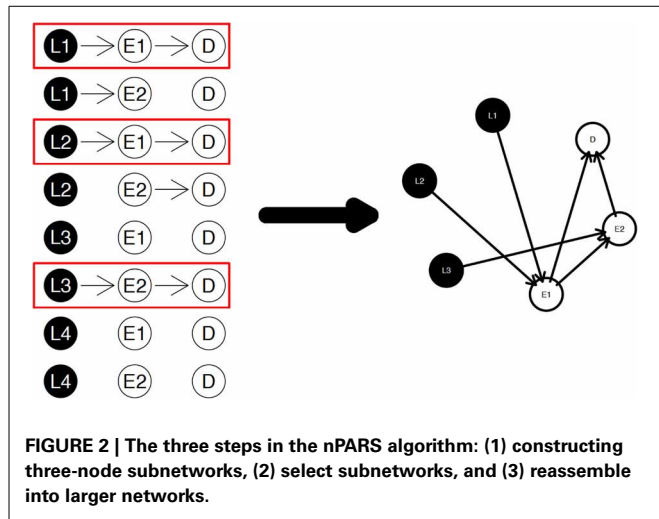 L1 E1 D
L1 E2 D
L2 E1 D
L2 E2 D
L3 E1 D
L3 E2 D
L4 E1 D
L4 E2 D
L1
D
L2
E2
L3
E1
FIGURE 2 | The three steps in the nPARS algorithm: (1) constructing
three-node subnetworks, (2) select subnetworks, and (3) reassemble
into larger networks.